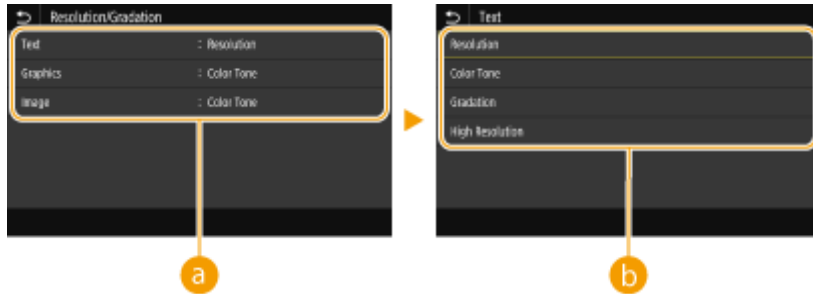 Resolution/Gradation
Text : Resolution
Graphics : Color Tone
Image : Color Tone
a
Text
Resolution
Color Tone
Gradation
High Resolution
b